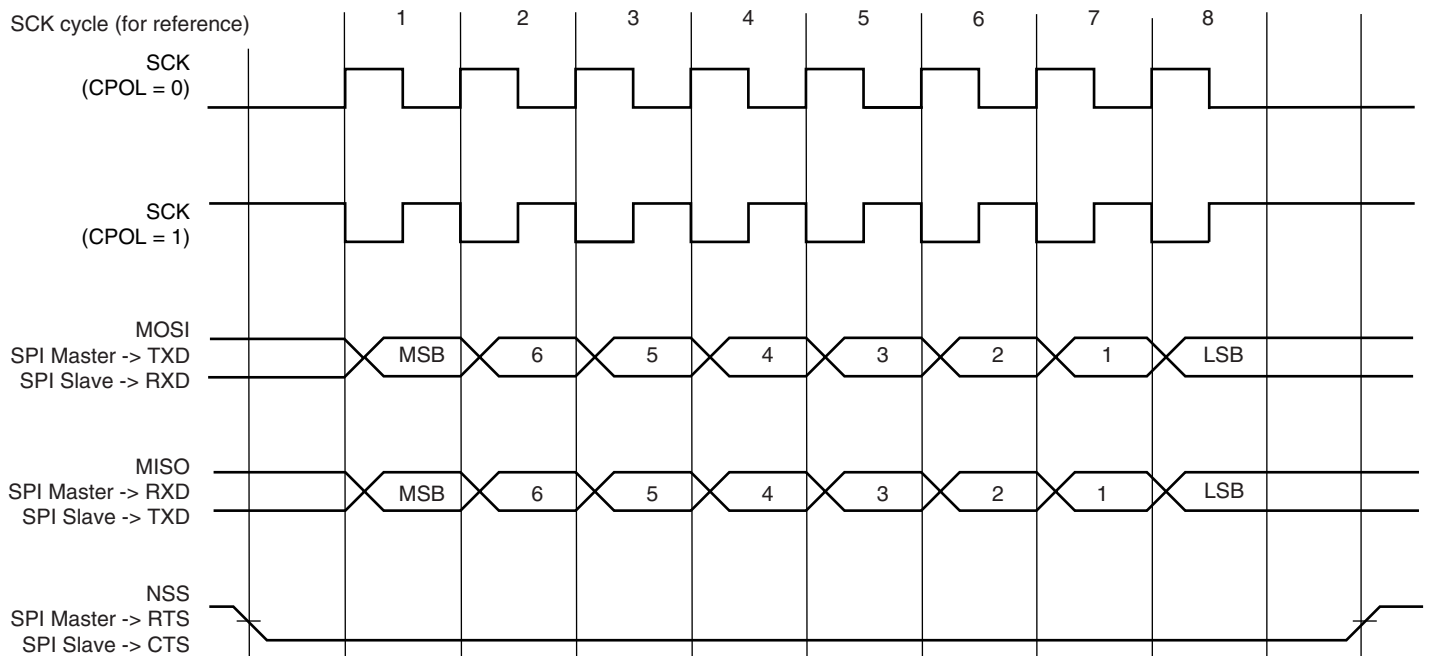 SCK cycle (for reference) 1 2 3 4 5 6 7 8
SCK
(CPOL = 0)
SCK
(CPOL = 1)
MOSI
SPI Master -> TXD
SPI Slave -> RXD
MSB 6 5 4 3 2 1 LSB
MISO
SPI Master -> RXD
SPI Slave -> TXD
MSB 6 5 4 3 2 1 LSB
NSS
SPI Master -> RTS
SPI Slave -> CTS